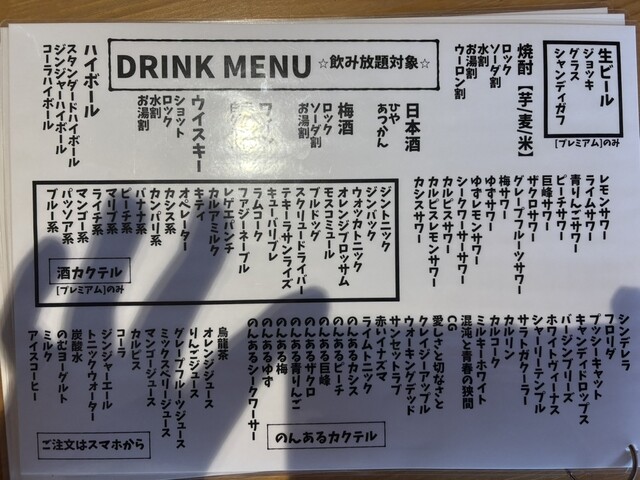 DRINK MENU ☆飲み放題対象☆
生ビール
ジョッキ
グラス
シャンディガフ
[プレミアム]のみ
焼酎【芋/麦/米】
ロック
ソーダ割
水割
お湯割
ウーロン割
日本酒
ひや
あつかん
梅酒
ロック
ソーダ割
お湯割
ウイスキー
ショット
ロック
水割
お湯割
ハイボール
スタンダードハイボール
ジンジャーハイボール
コーラハイボール
レモンサワー
ライムサワー
青りんごサワー
ピーチサワー
巨峰サワー
ザクロサワー
グレープフルーツサワー
梅サワー
ゆずサワー
ゆずレモンサワー
シークワーサーサワー
カルピスサワー
カルピスレモンサワー
カシスサワー
ジントニック
ジンバック
ウォッカトニック
オレンジブロッサム
モスコミュール
ブルドッグ
スクリュードライバー
テキーラサンライズ
キューバリブレ
ラムコーク
ファジーネーブル
レゲエパンチ
カルアミルク
キティ
オペレーター
カシス系
カンパリ系
バナナ系
ピーチ系
マリブ系
ライチ系
マンゴー系
パッソア系
ブルー系
酒カクテル
[プレミアム]のみ
シンデレラ
フロリダ
プッシーキャット
キャンディドロップス
バージンブリーズ
ホワイトヴィーナス
シャーリーテンプル
サラトガクーラー
カルリン
カルコーク
ミルキーホワイト
混沌と青春の狭間
CG
愛しさと切なさと
クレイジーアップル
ウォーキングデッド
サンセットラブ
赤いイナズマ
ライムトニック
のんあるカシス
のんあるピーチ
のんある巨峰
のんあるザクロ
のんある青りんご
のんある梅
のんあるゆず
のんあるシークワーサー
のんあるカクテル
烏龍茶
オレンジジュース
りんごジュース
グレープフルーツジュース
ミックスベリージュース
マンゴージュース
カルピス
コーラ
ジンジャーエール
トニックウォーター
炭酸水
のむヨーグルト
ミルク
アイスコーヒー
ご注文はスマホから